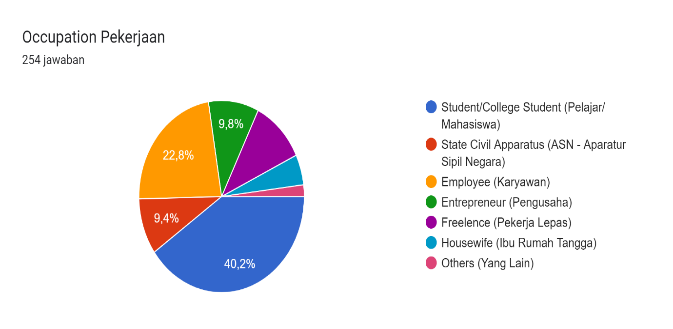 Occupation Pekerjaan
254 jawaban
9,8%
22,8%
9,4%
40,2%
Student/College Student (Pelajar/
Mahasiswa)
State Civil Apparatus (ASN - Aparatur
Sipil Negara)
Employee (Karyawan)
Entrepreneur (Pengusaha)
Freelence (Pekerja Lepas)
Housewife (Ibu Rumah Tangga)
Others (Yang Lain)